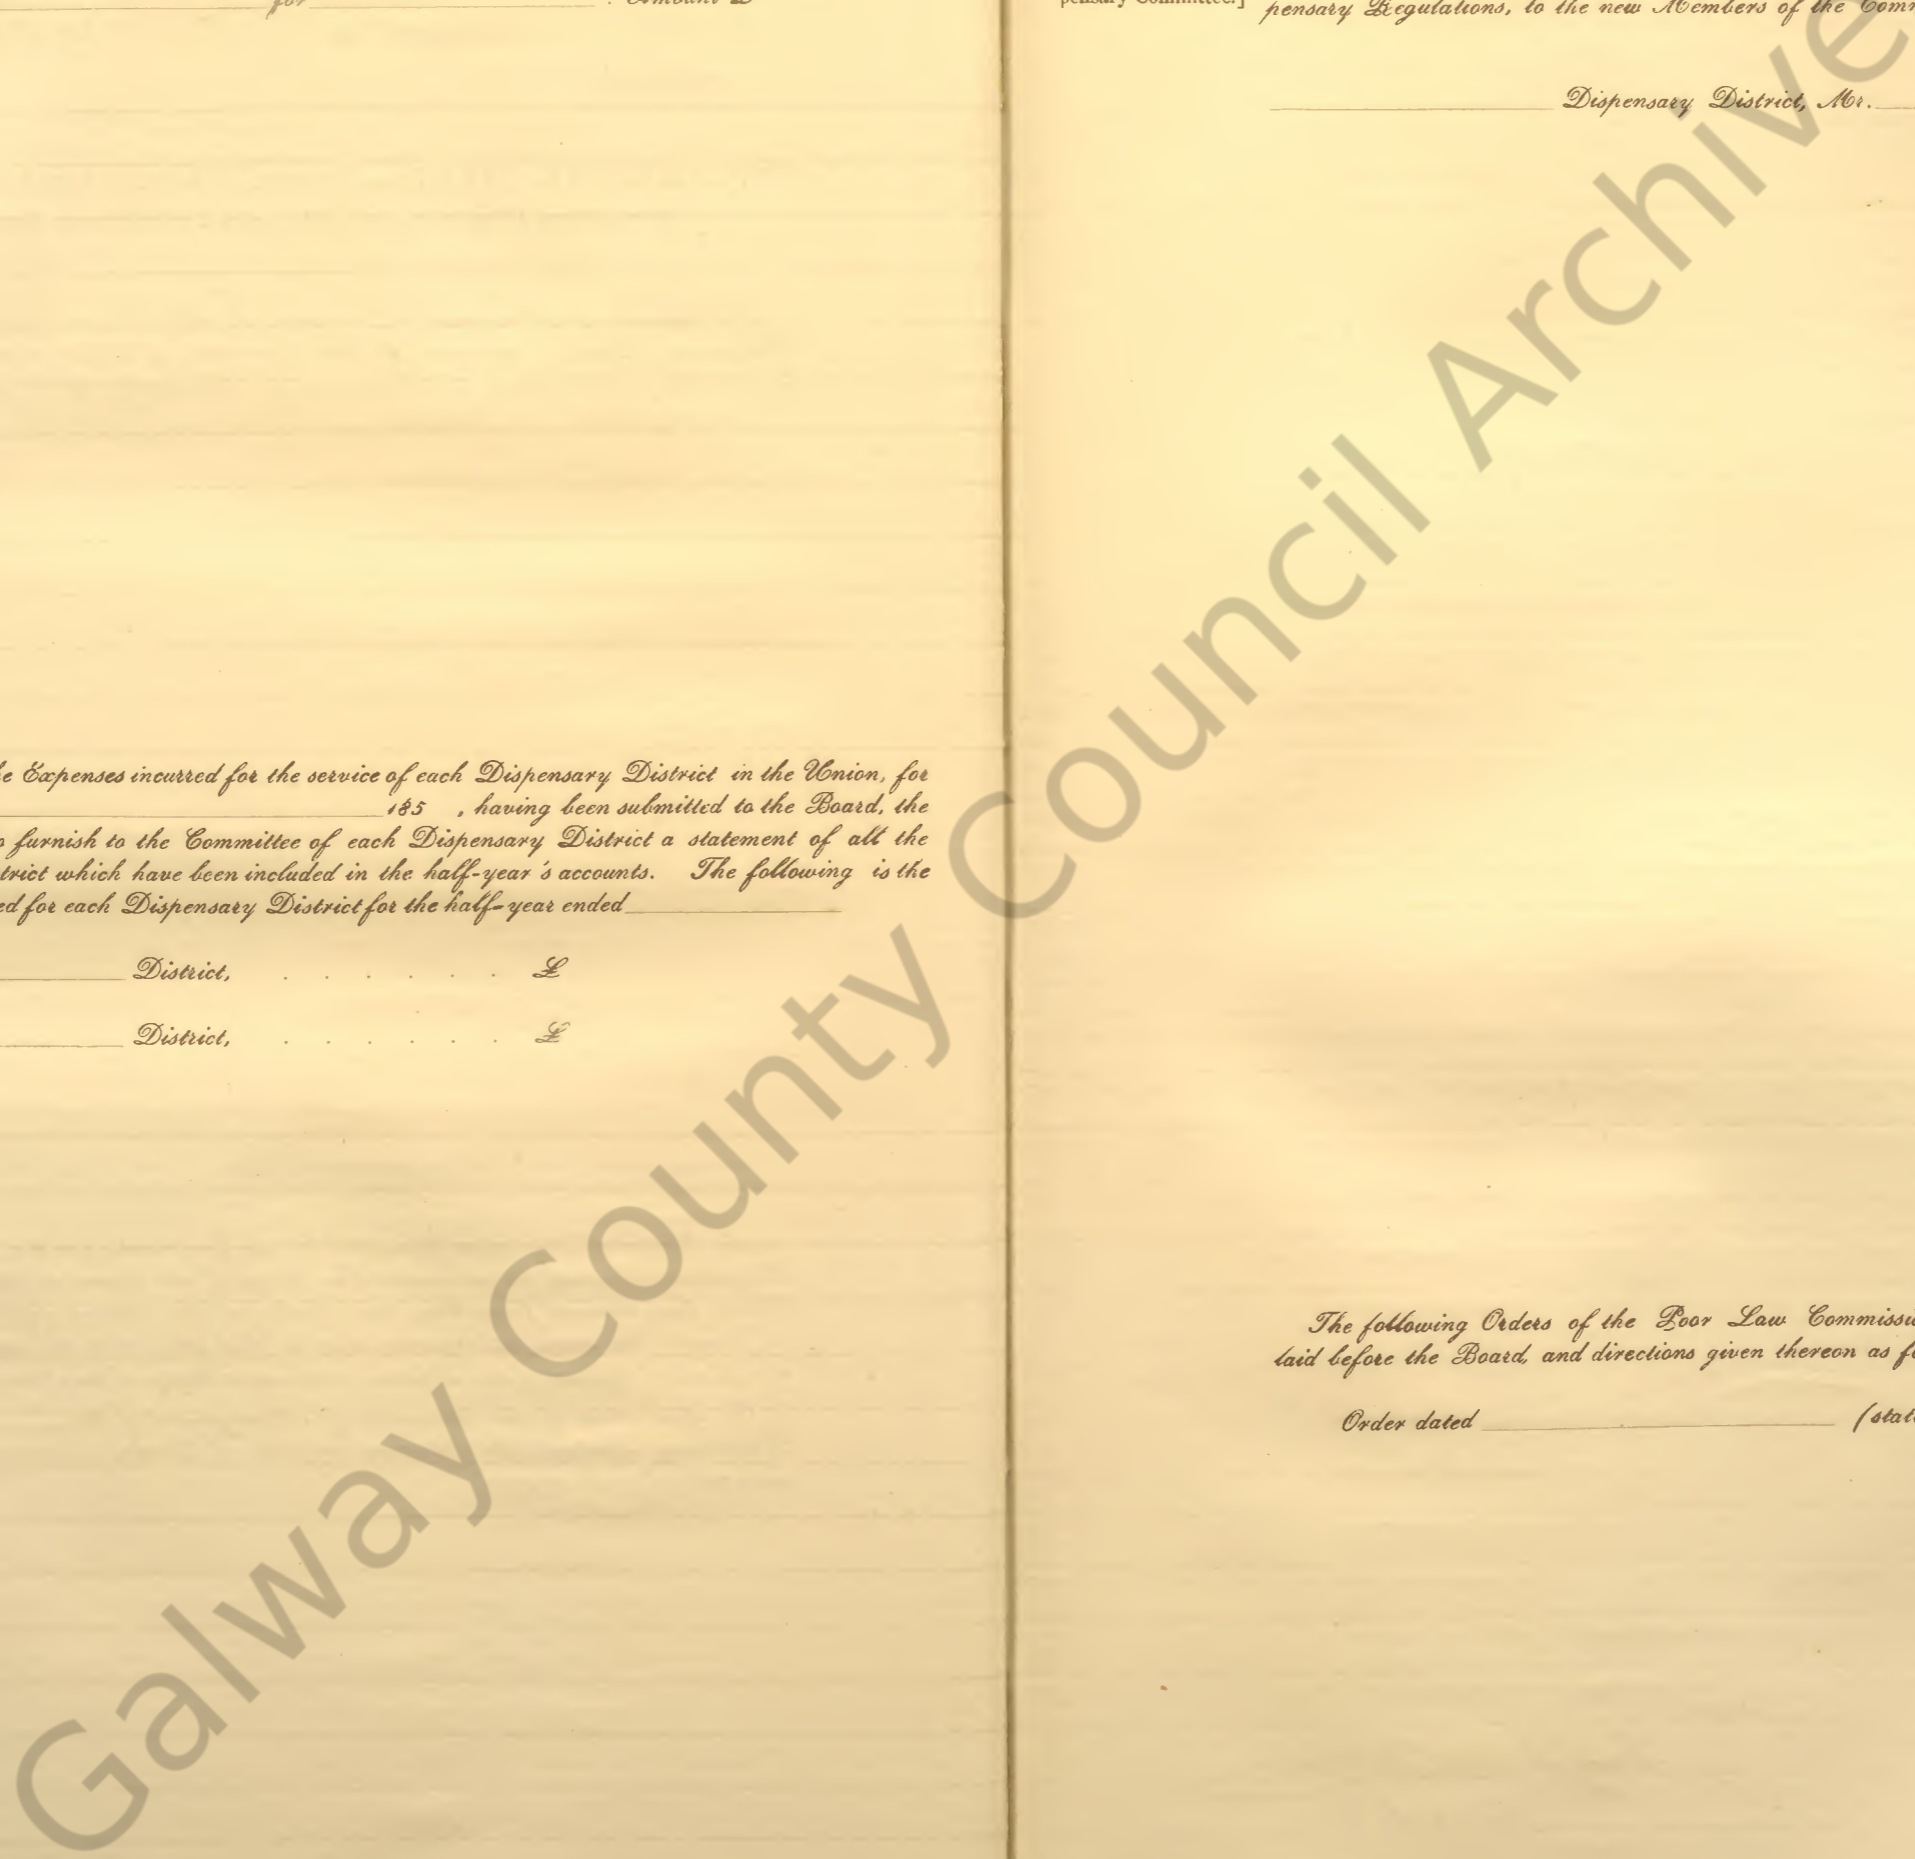 for
Amount £
he Expenses incurred for the service of each Dispensary District in the Union, for
185 , having been submitted to the Board, the
o furnish to the Committee of each Dispensary District a statement of all the
trict which have been included in the half-year's accounts. The following is the
ed for each Dispensary District for the half-year ended
District, . . . . . . £
District, . . . . . . £
pensary Committee.]
pensary Regulations, to the new Members of the Comm
Dispensary District, Mr.
The following Orders of the Poor Law Commissi
laid before the Board, and directions given thereon as fo
Order dated (stat
Galway County Council Archive